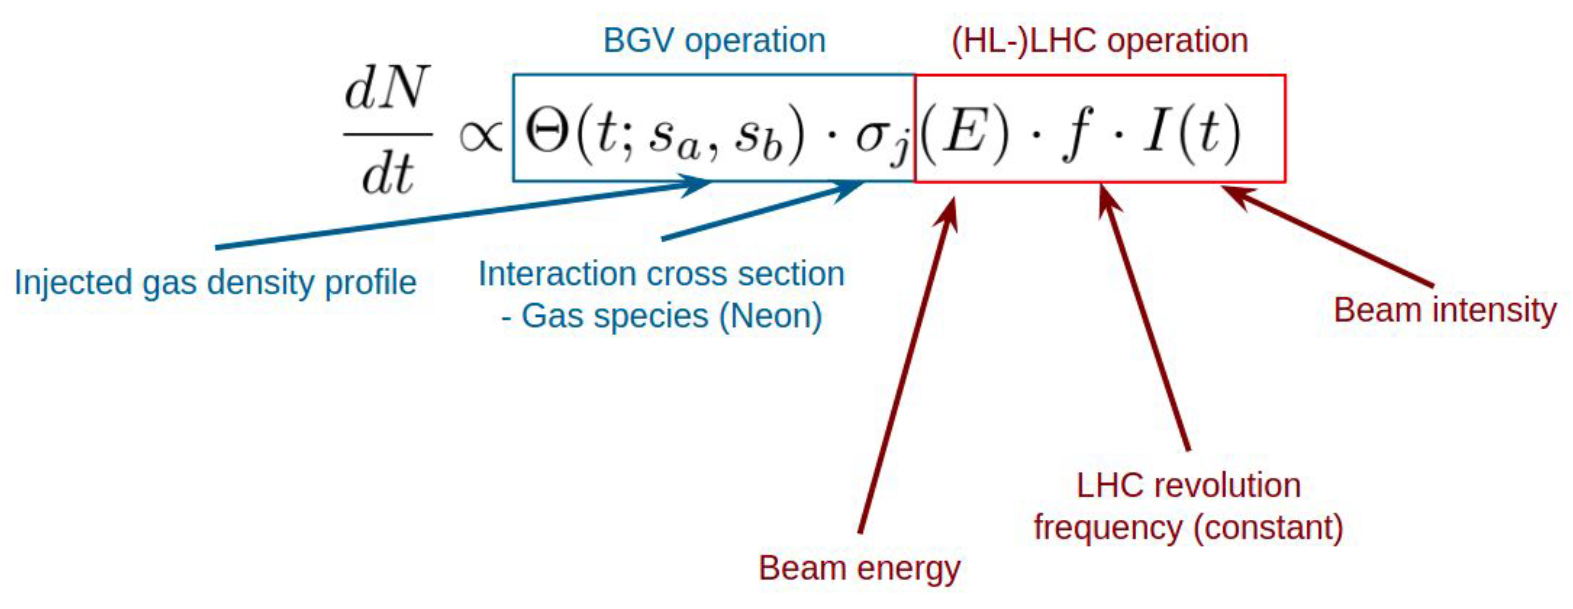 BGV operation
(HL-)LHC operation
dN/dt ∝ Θ(t; s_a, s_b) · σ_j(E) · f · I(t)
Injected gas density profile
Interaction cross section
- Gas species (Neon)
Beam intensity
LHC revolution
frequency (constant)
Beam energy